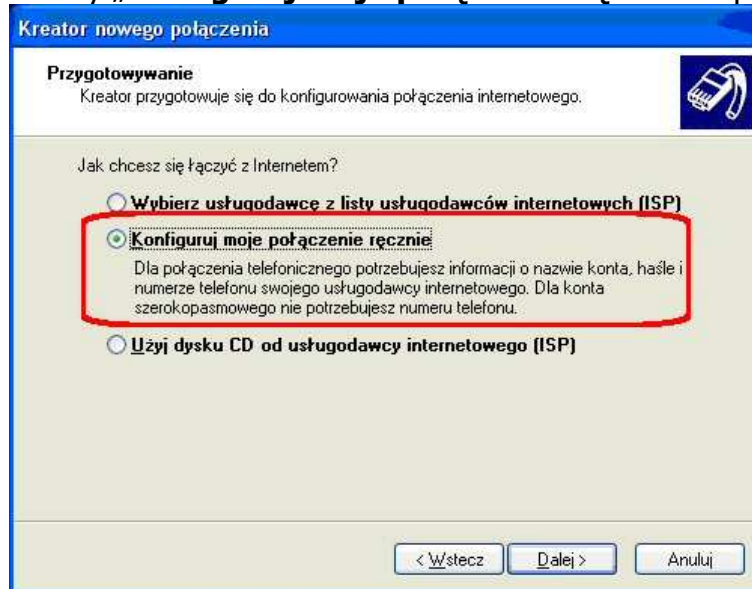 Kreator nowego połączenia
Przygotowywanie
Kreator przygotowuje się do konfigurowania połączenia internetowego.
Jak chcesz się łączyć z Internetem?
Wybierz usługodawcę z listy usługodawców internetowych (ISP)
Konfiguruj moje połączenie ręcznie
Dla połączenia telefonicznego potrzebujesz informacji o nazwie konta, haśle i
numerze telefonu swojego usługodawcy internetowego. Dla konta
szerokopasmowego nie potrzebujesz numeru telefonu.
Użyj dysku CD od usługodawcy internetowego (ISP)
< Wstecz Dalej > Anuluj